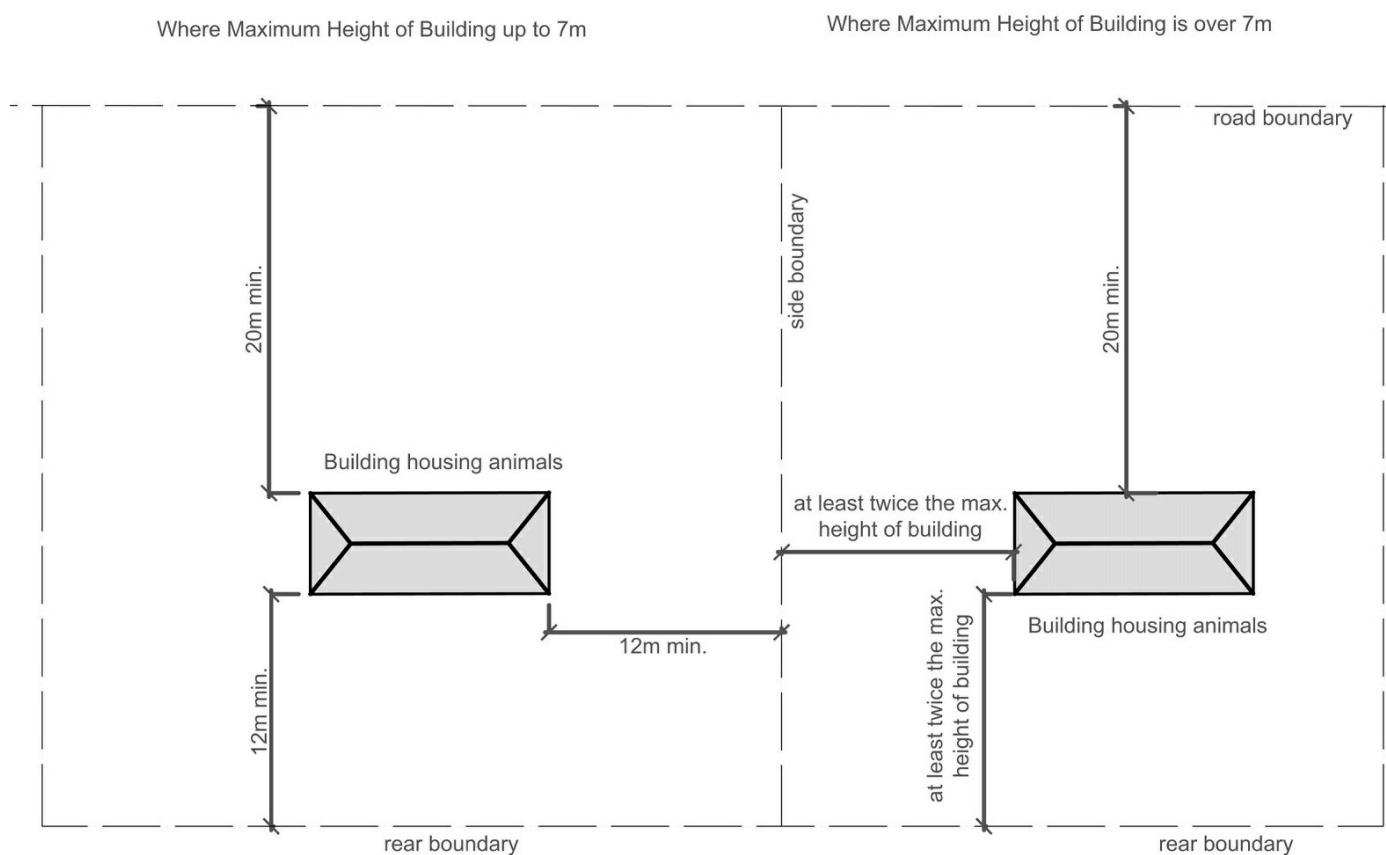 Where Maximum Height of Building up to 7m
Where Maximum Height of Building is over 7m
road boundary
side boundary
20m min.
20m min.
Building housing animals
at least twice the max.
height of building
12m min.
12m min.
Building housing animals
at least twice the max.
height of building
rear boundary
rear boundary